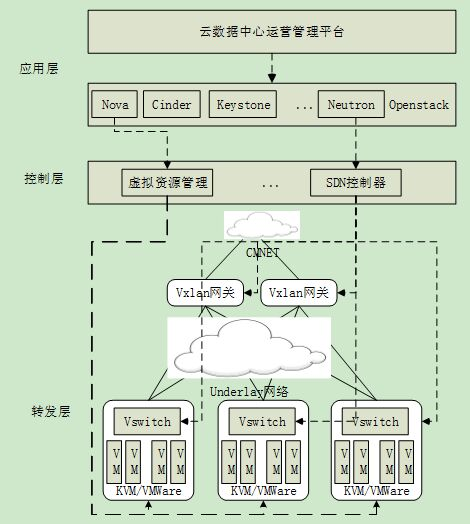 云数据中心运营管理平台
应用层
Nova Cinder Keystone ... Neutron Openstack
控制层
虚拟资源管理 ... SDN控制器
CMNET
Vxlan网关 Vxlan网关
Underlay网络
转发层
Vswitch Vswitch Vswitch
VM VM VM VM VM VM VM VM VM VM VM VM
KVM/VMWare KVM/VMWare KVM/VMWare